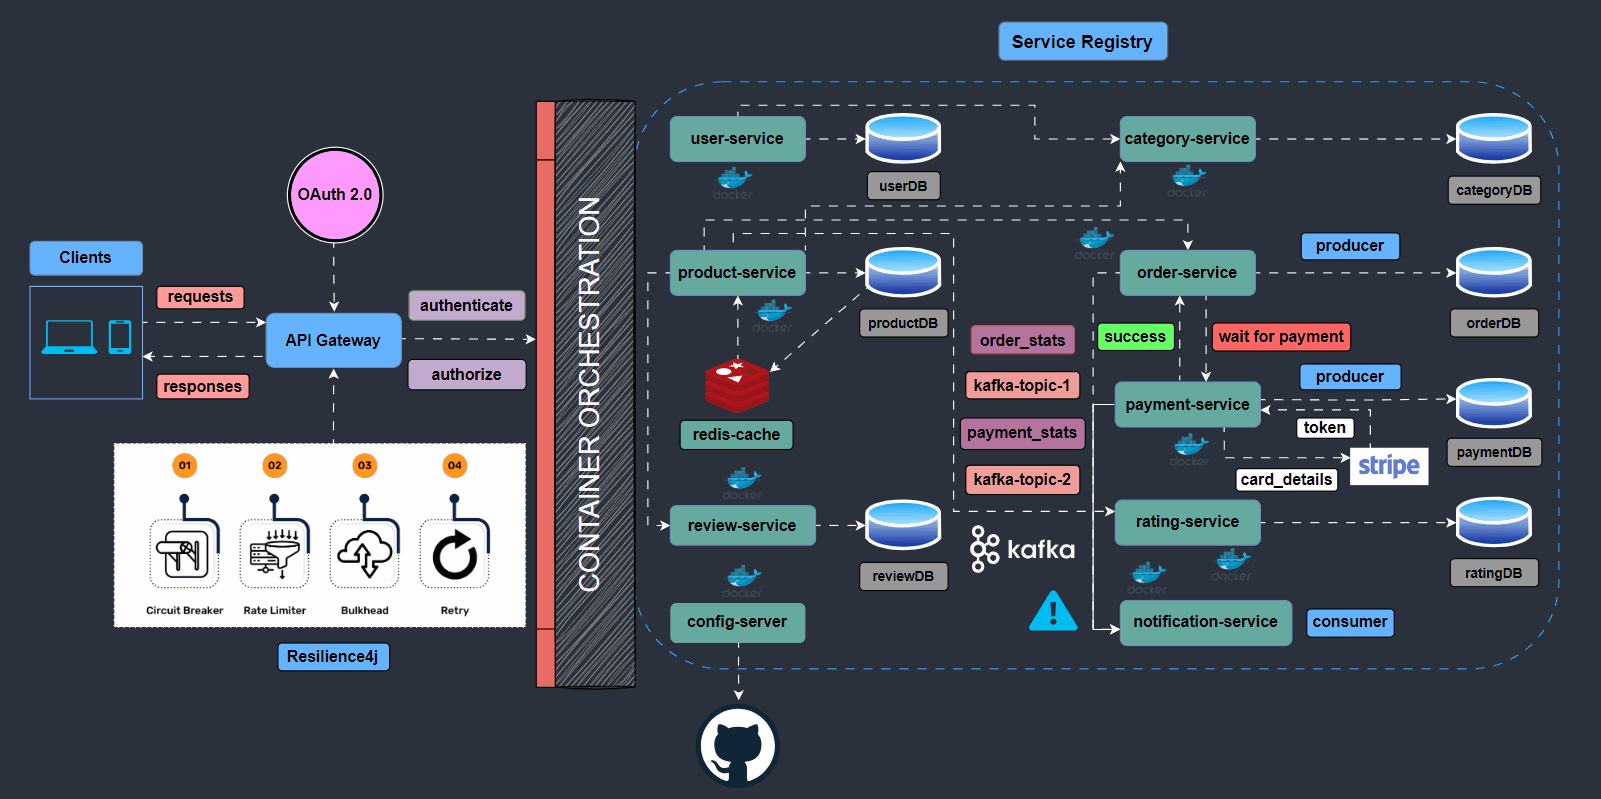 Service Registry
user-service
docker
userDB
category-service
docker
categoryDB
OAuth 2.0
Clients
requests
responses
API Gateway
authenticate
authorize
01
02
03
04
Circuit Breaker
Rate Limiter
Bulkhead
Retry
Resilience4j
CONTAINER ORCHESTRATION
product-service
docker
productDB
redis-cache
docker
review-service
reviewDB
docker
config-server
docker
order-service
producer
orderDB
order_stats
kafka-topic-1
payment_stats
kafka-topic-2
kafka
success
wait for payment
payment-service
docker
producer
paymentDB
token
card_details
stripe
rating-service
docker
ratingDB
docker
notification-service
consumer